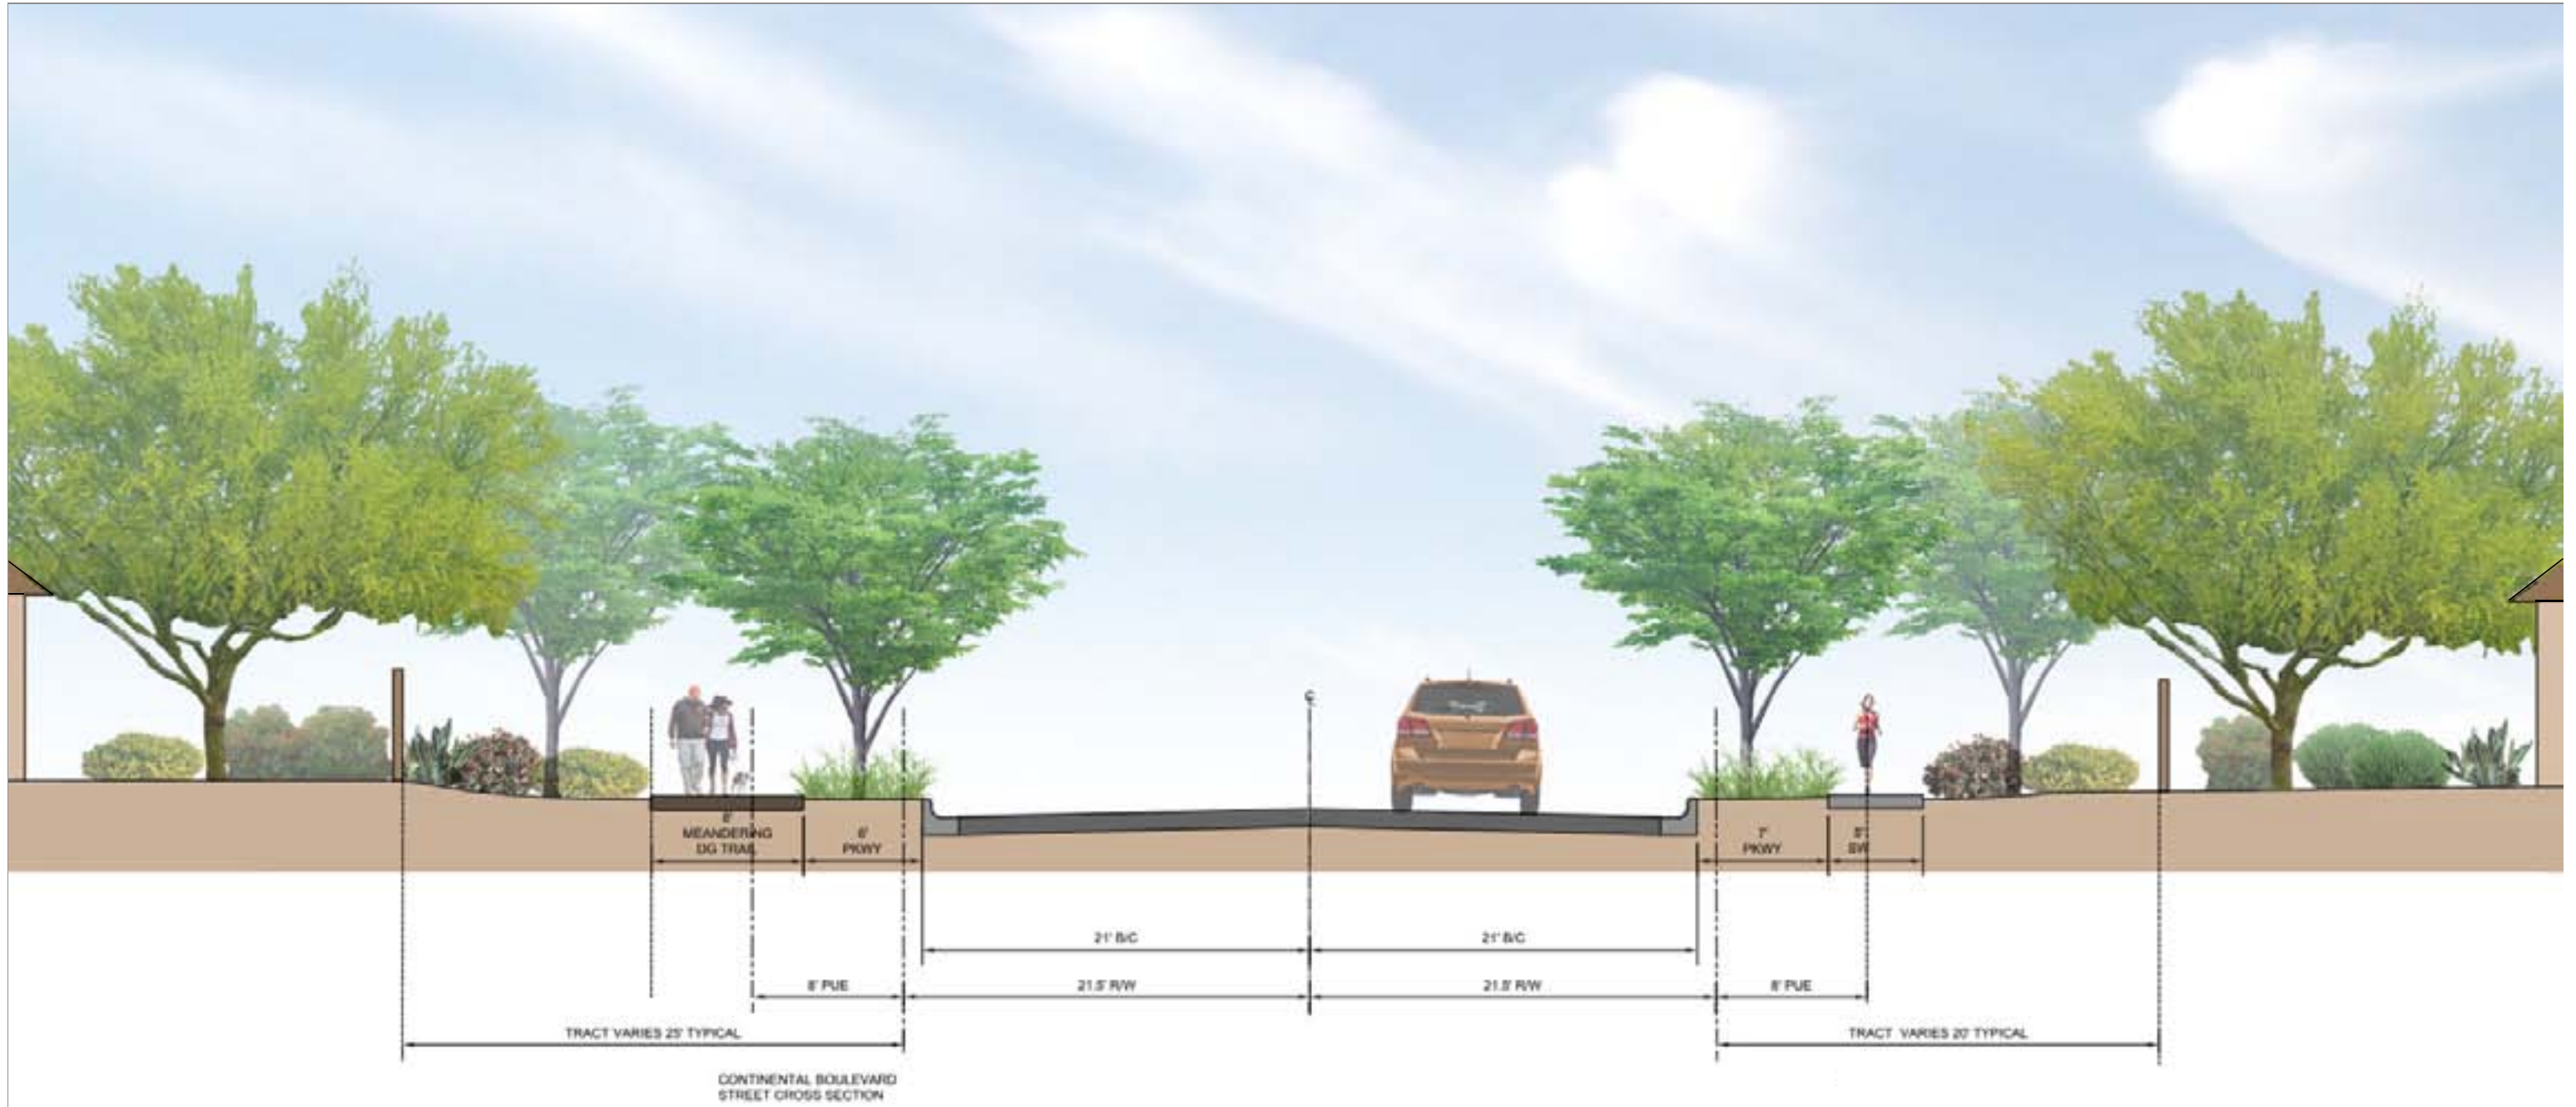 ℄
8'
MEANDERING
DG TRAIL
6'
PKWY
7'
PKWY
5'
SW
21' B/C
21' B/C
8' PUE
21.5' R/W
21.5' R/W
8' PUE
TRACT VARIES 25' TYPICAL
TRACT VARIES 20' TYPICAL
CONTINENTAL BOULEVARD
STREET CROSS SECTION